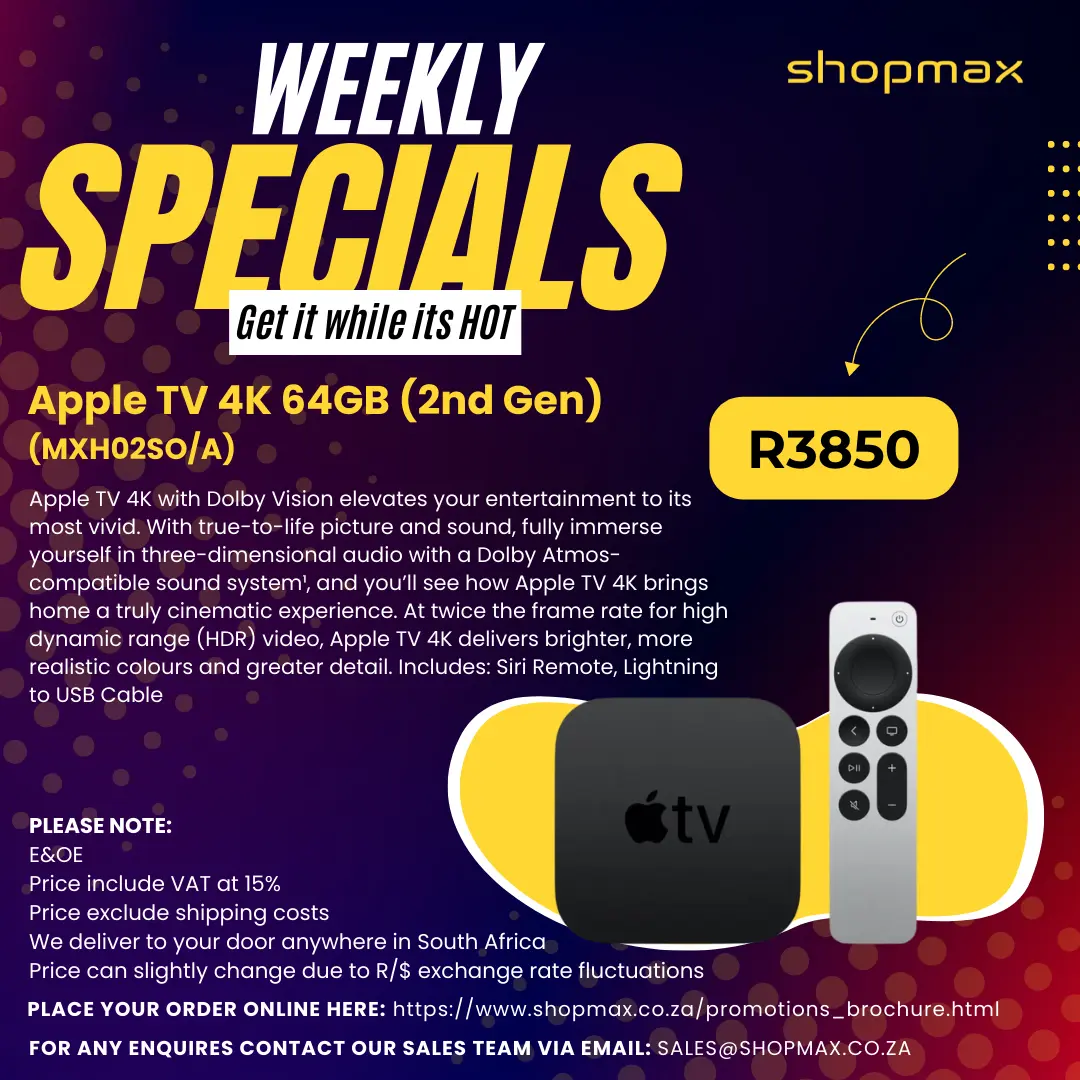 WEEKLY
shopmax
SPECIALS
Get it while its HOT
Apple TV 4K 64GB (2nd Gen)
(MXH02SO/A)
R3850
Apple TV 4K with Dolby Vision elevates your entertainment to its
most vivid. With true-to-life picture and sound, fully immerse
yourself in three-dimensional audio with a Dolby Atmos-
compatible sound system¹, and you’ll see how Apple TV 4K brings
home a truly cinematic experience. At twice the frame rate for high
dynamic range (HDR) video, Apple TV 4K delivers brighter, more
realistic colours and greater detail. Includes: Siri Remote, Lightning
to USB Cable
tv
PLEASE NOTE:
E&OE
Price include VAT at 15%
Price exclude shipping costs
We deliver to your door anywhere in South Africa
Price can slightly change due to R/$ exchange rate fluctuations
PLACE YOUR ORDER ONLINE HERE: https://www.shopmax.co.za/promotions_brochure.html
FOR ANY ENQUIRES CONTACT OUR SALES TEAM VIA EMAIL: SALES@SHOPMAX.CO.ZA